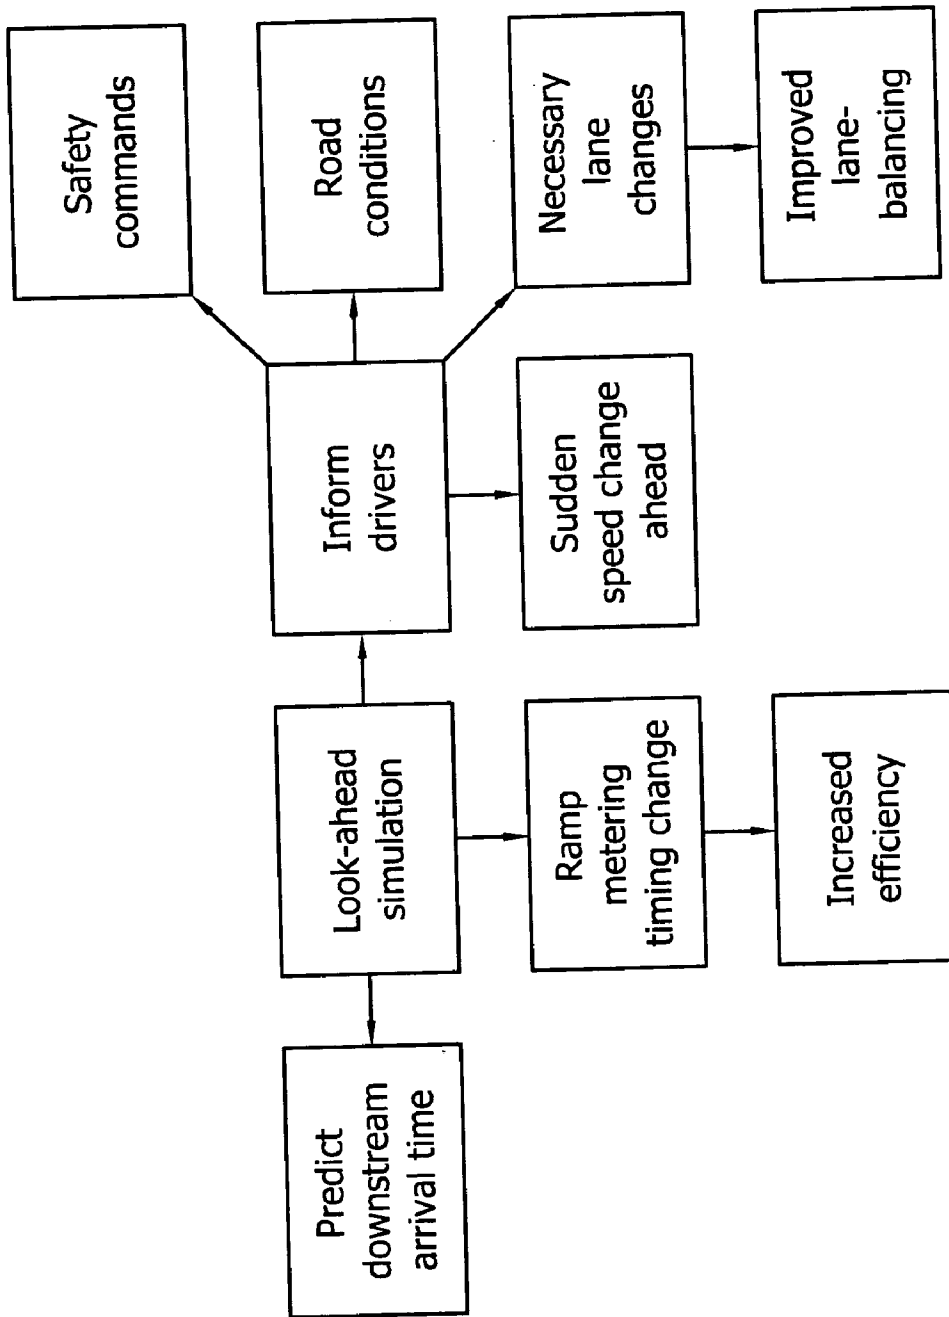 Safety
commands
Road
conditions
Necessary
lane
changes
Improved
lane-
balancing
Inform
drivers
Sudden
speed change
ahead
Look-ahead
simulation
Ramp
metering
timing change
Increased
efficiency
Predict
downstream
arrival time